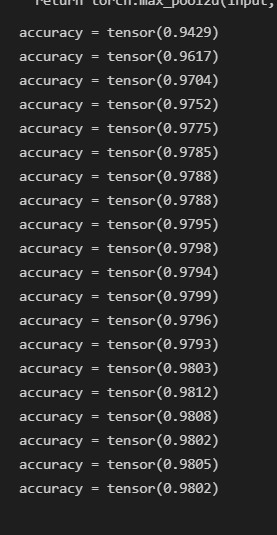 return torch.max_pool2d(input,
accuracy = tensor(0.9429)
accuracy = tensor(0.9617)
accuracy = tensor(0.9704)
accuracy = tensor(0.9752)
accuracy = tensor(0.9775)
accuracy = tensor(0.9785)
accuracy = tensor(0.9788)
accuracy = tensor(0.9788)
accuracy = tensor(0.9795)
accuracy = tensor(0.9798)
accuracy = tensor(0.9794)
accuracy = tensor(0.9799)
accuracy = tensor(0.9796)
accuracy = tensor(0.9793)
accuracy = tensor(0.9803)
accuracy = tensor(0.9812)
accuracy = tensor(0.9808)
accuracy = tensor(0.9802)
accuracy = tensor(0.9805)
accuracy = tensor(0.9802)